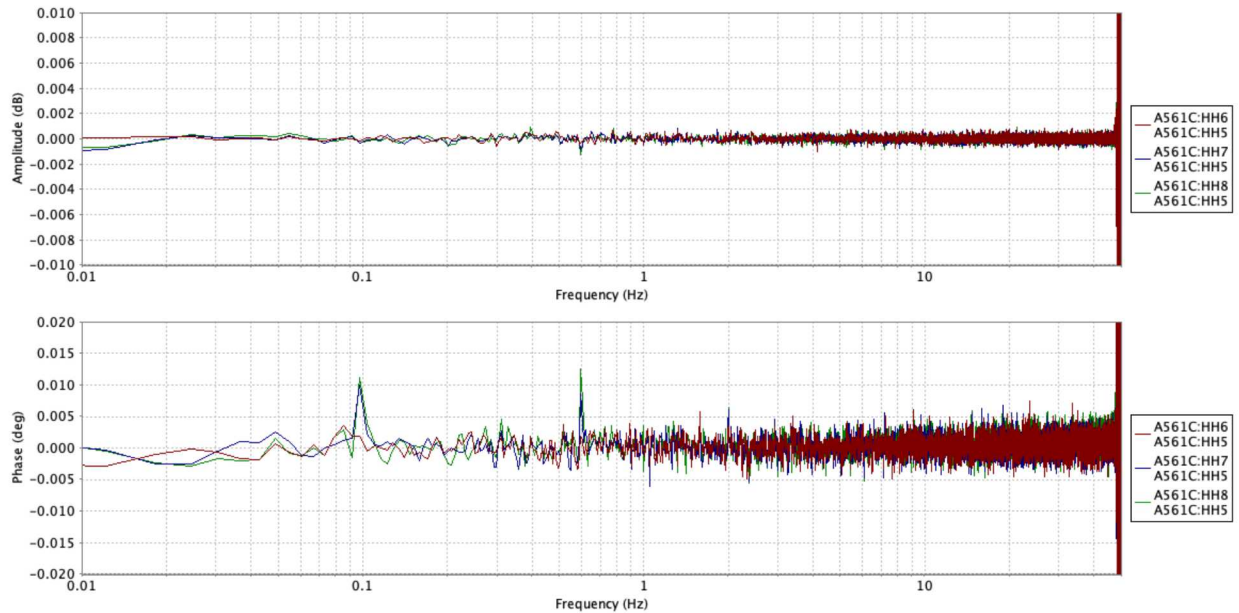 0.010
0.008
0.006
0.004
0.002
0.000
−0.002
−0.004
−0.006
−0.008
−0.010
Amplitude (dB)
0.01
0.1
1
10
Frequency (Hz)
A561C:HH6
A561C:HH5
A561C:HH7
A561C:HH5
A561C:HH8
A561C:HH5
0.020
0.015
0.010
0.005
0.000
−0.005
−0.010
−0.015
−0.020
Phase (deg)
0.01
0.1
1
10
Frequency (Hz)
A561C:HH6
A561C:HH5
A561C:HH7
A561C:HH5
A561C:HH8
A561C:HH5